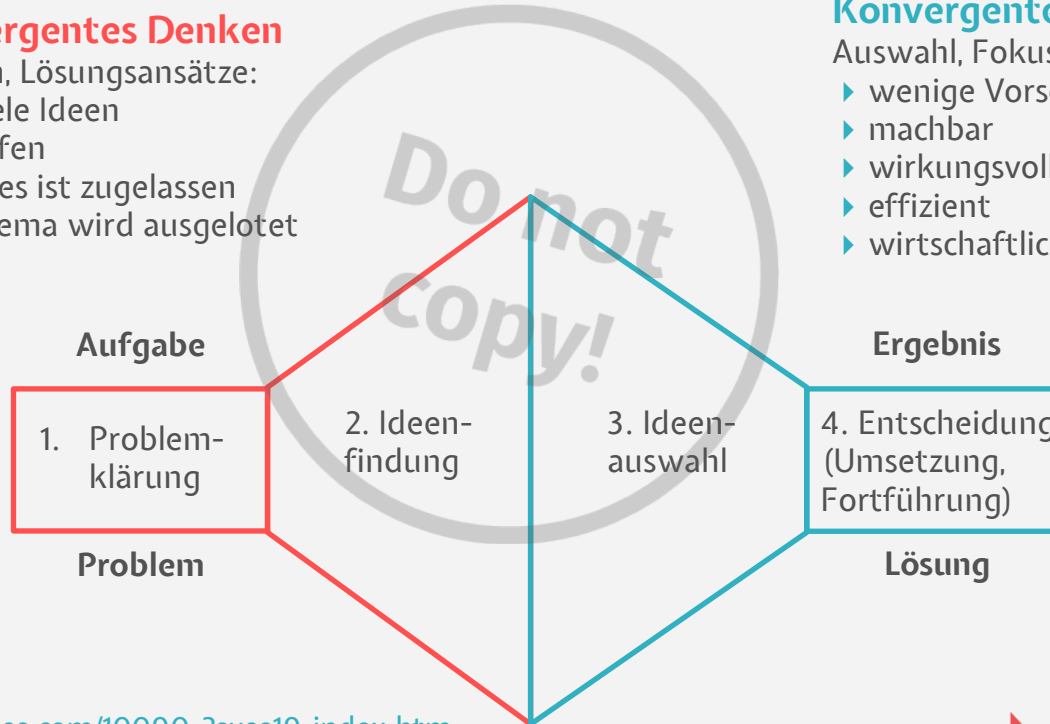 ergentes Denken
, Lösungsansätze:
ele Ideen
fen
es ist zugelassen
ema wird ausgelotet
Konvergent
Auswahl, Fokus
wenige Vors
machbar
wirkungsvoll
effizient
wirtschaftlic
Do not
copy!
Aufgabe
Ergebnis
1. Problem-
klärung
2. Ideen-
findung
3. Ideen-
auswahl
4. Entscheidung
(Umsetzung,
Fortführung)
Problem
Lösung